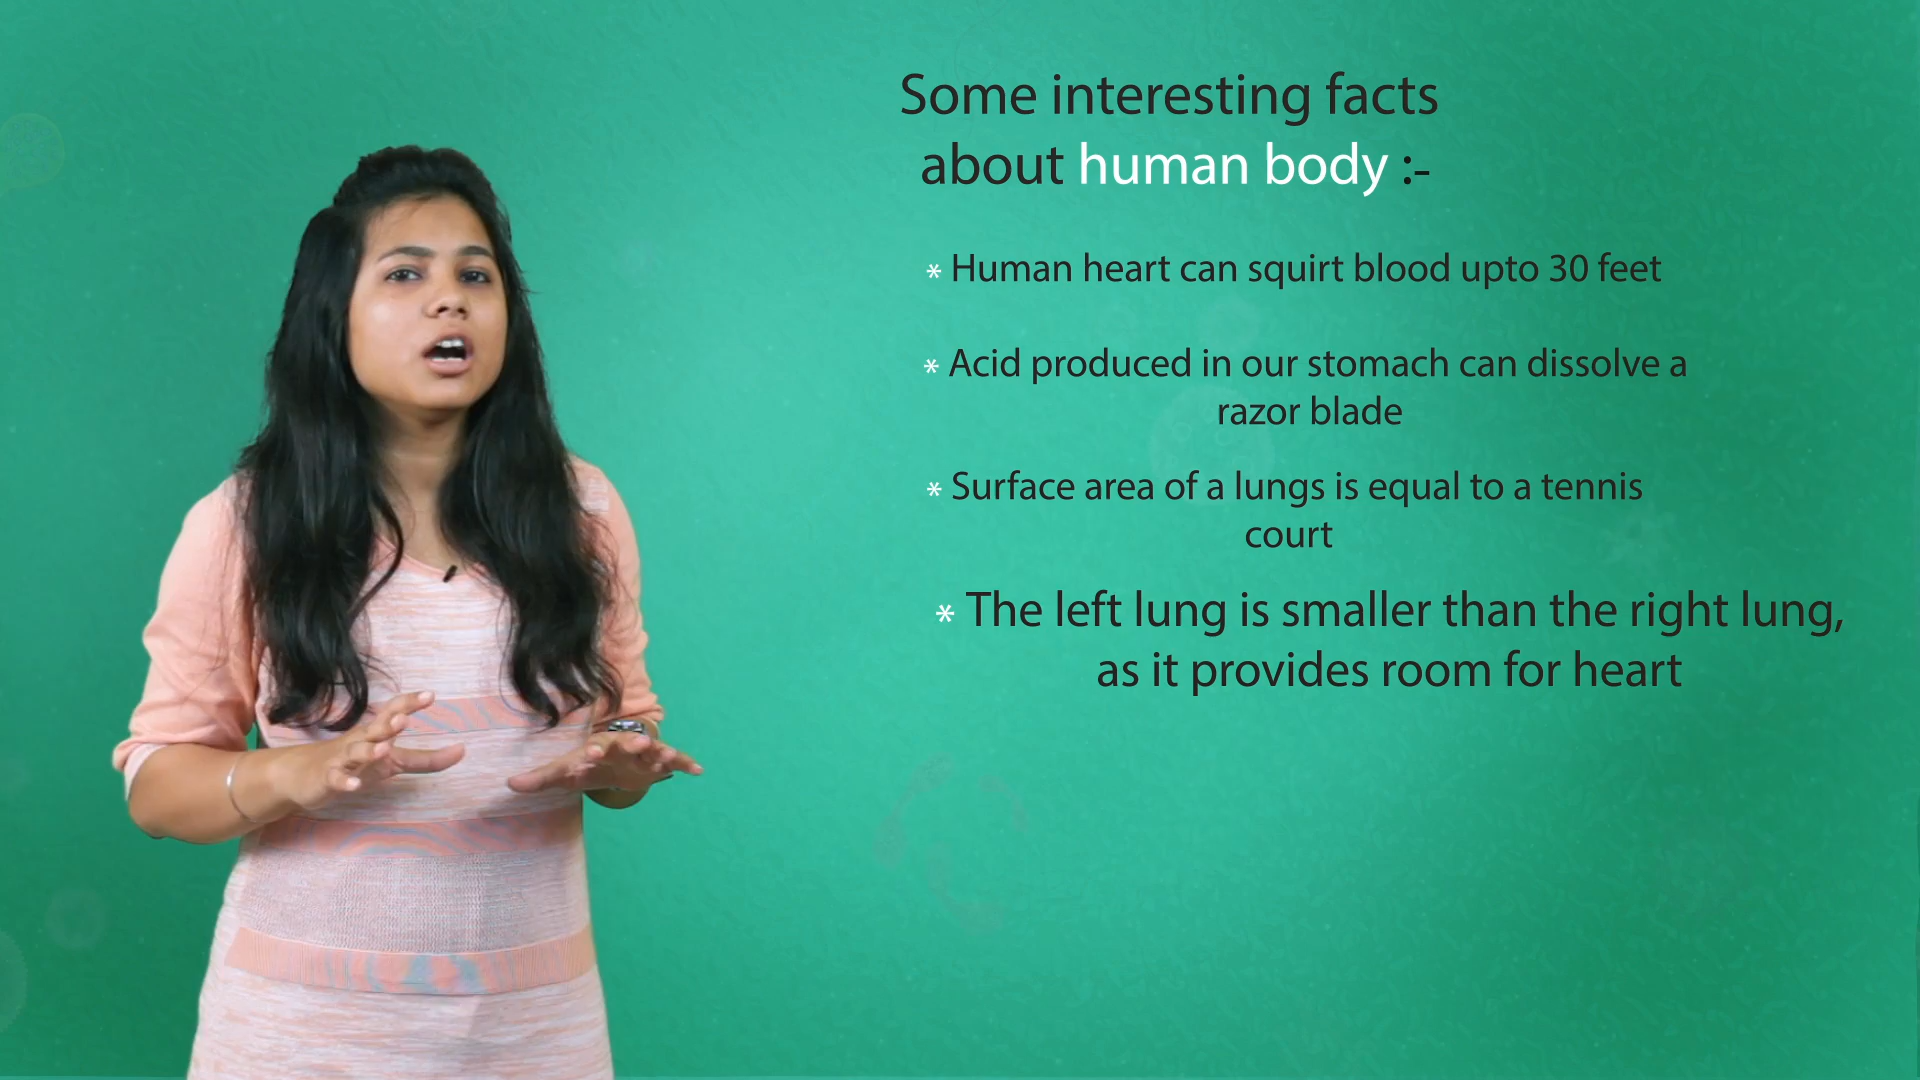 Some interesting facts
about human body :-
* Human heart can squirt blood upto 30 feet
* Acid produced in our stomach can dissolve a
razor blade
* Surface area of a lungs is equal to a tennis
court
* The left lung is smaller than the right lung,
as it provides room for heart